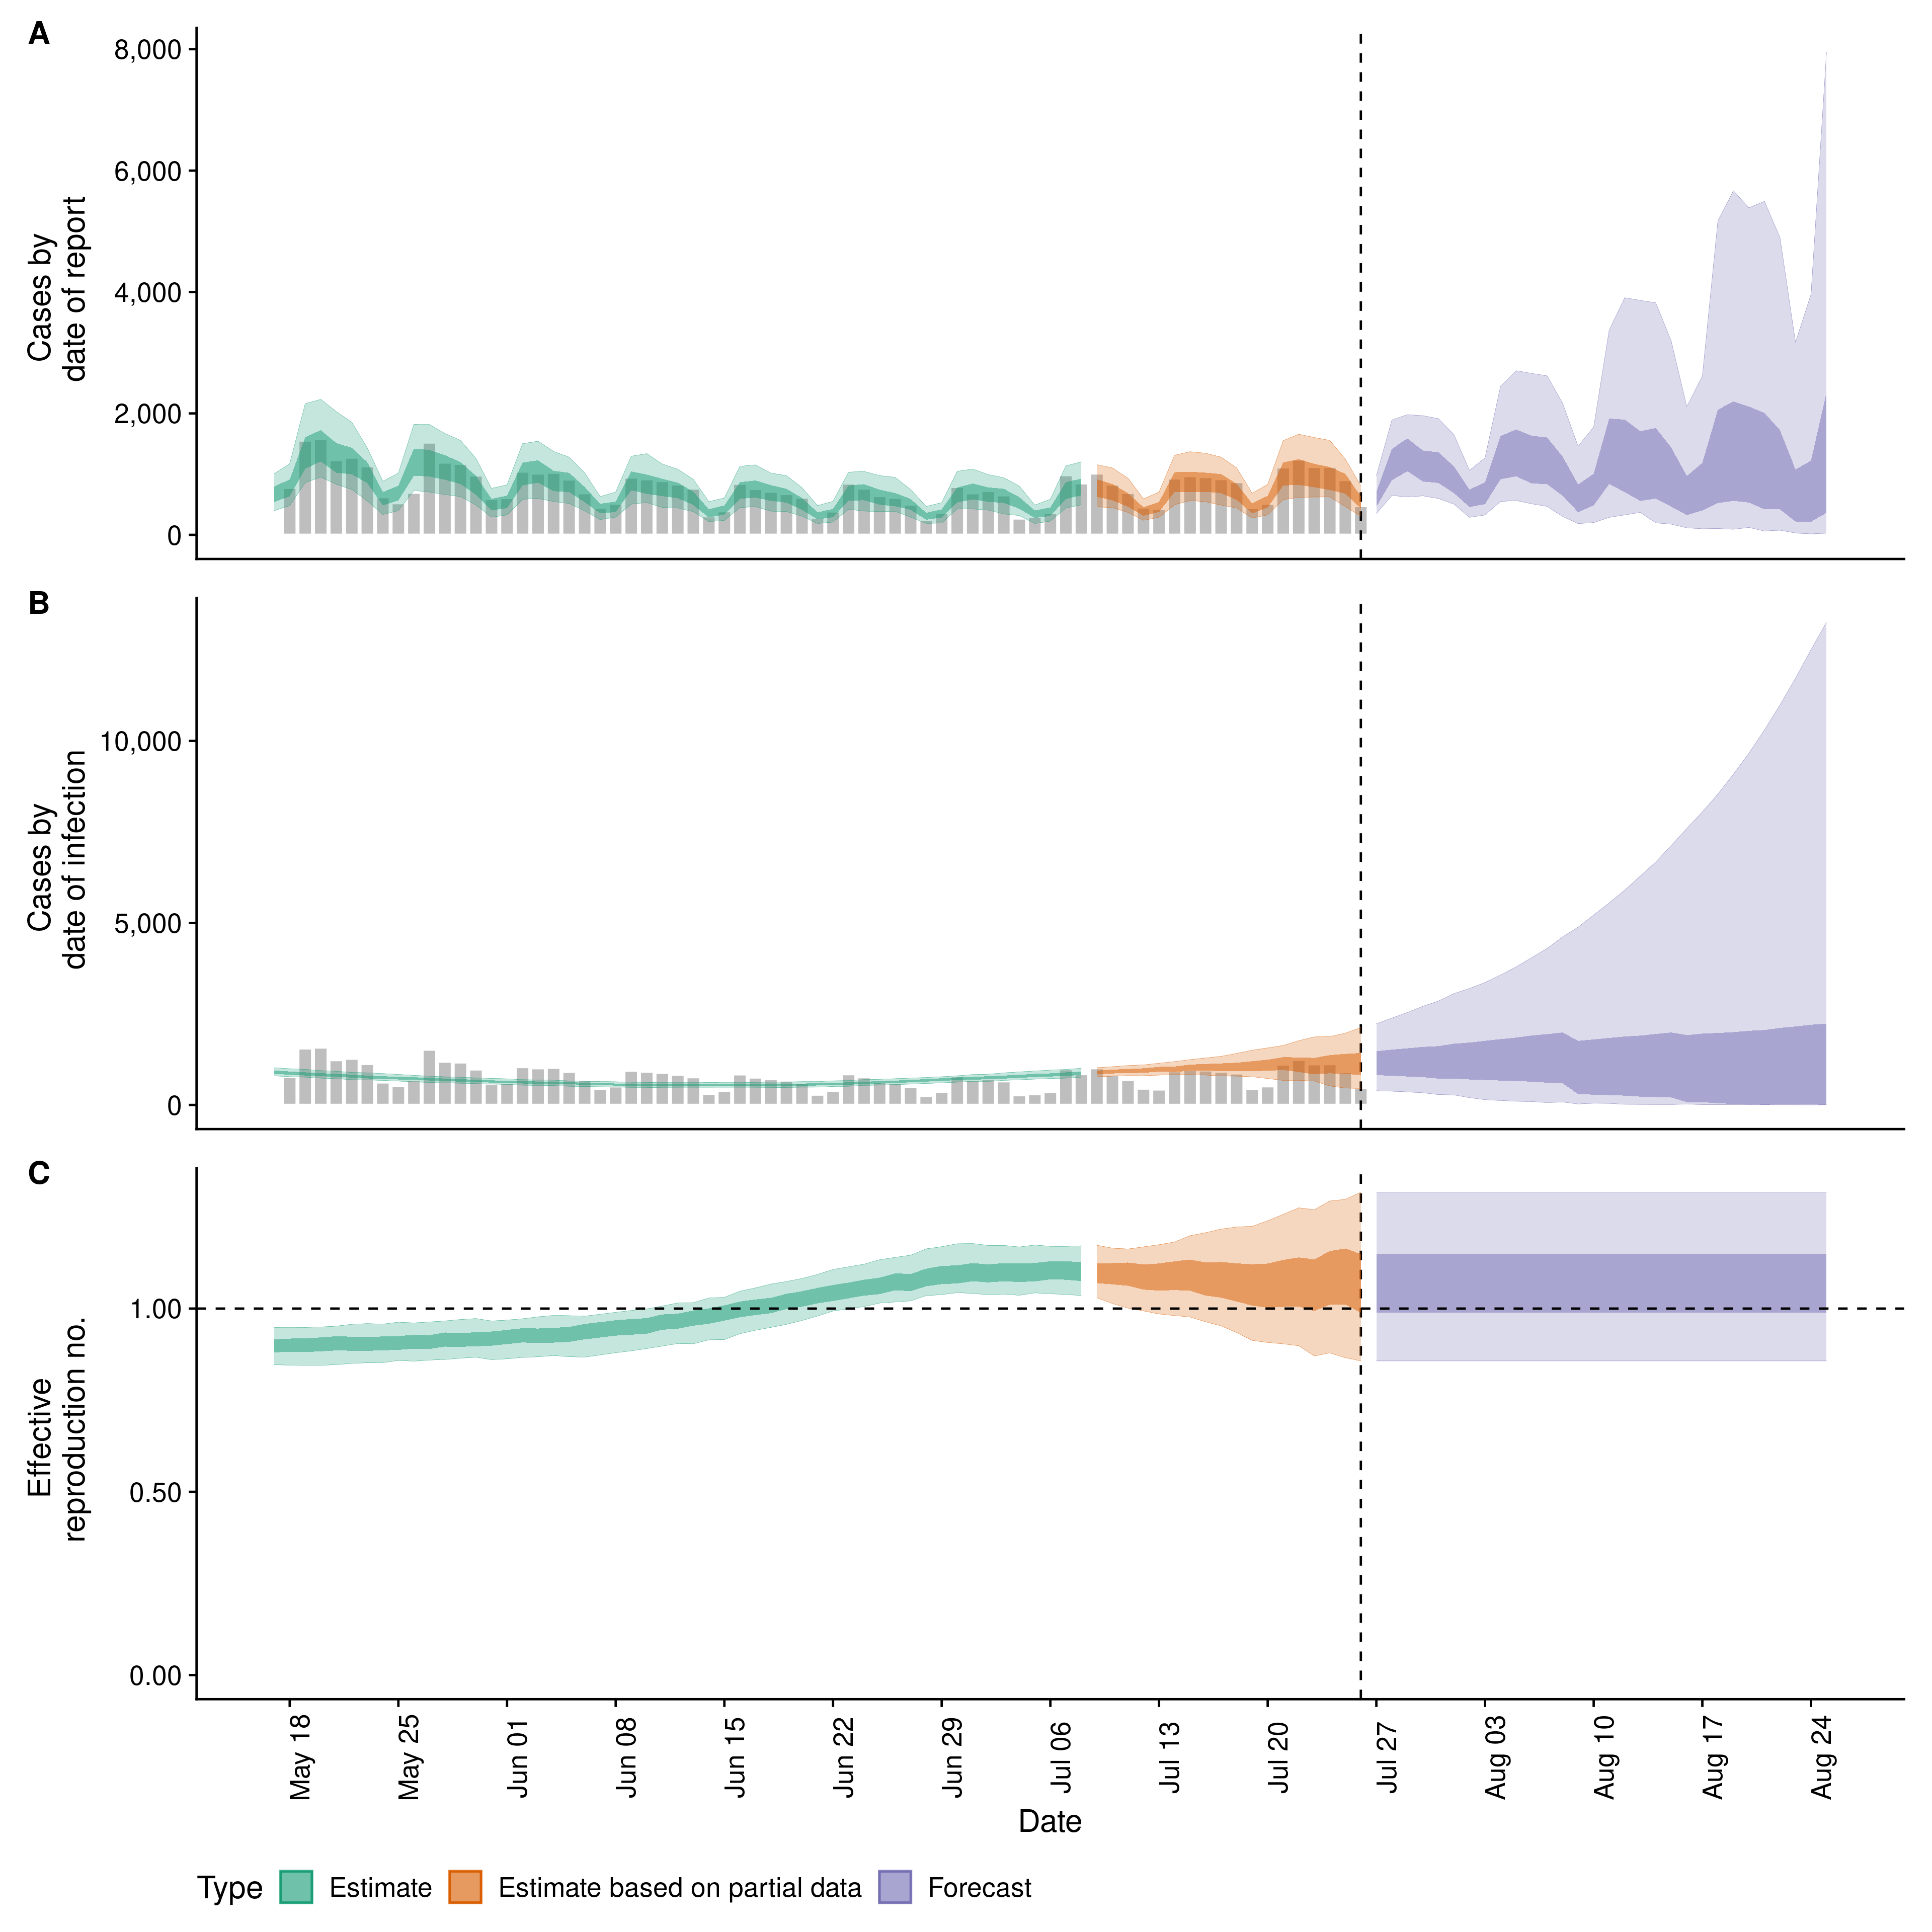 A
8,000
6,000
4,000
2,000
0
Cases by
date of report
B
10,000
5,000
0
Cases by
date of infection
C
1.00
0.50
0.00
Effective
reproduction no.
May 18
May 25
Jun 01
Jun 08
Jun 15
Jun 22
Jun 29
Jul 06
Jul 13
Jul 20
Jul 27
Aug 03
Aug 10
Aug 17
Aug 24
Date
Type Estimate Estimate based on partial data Forecast